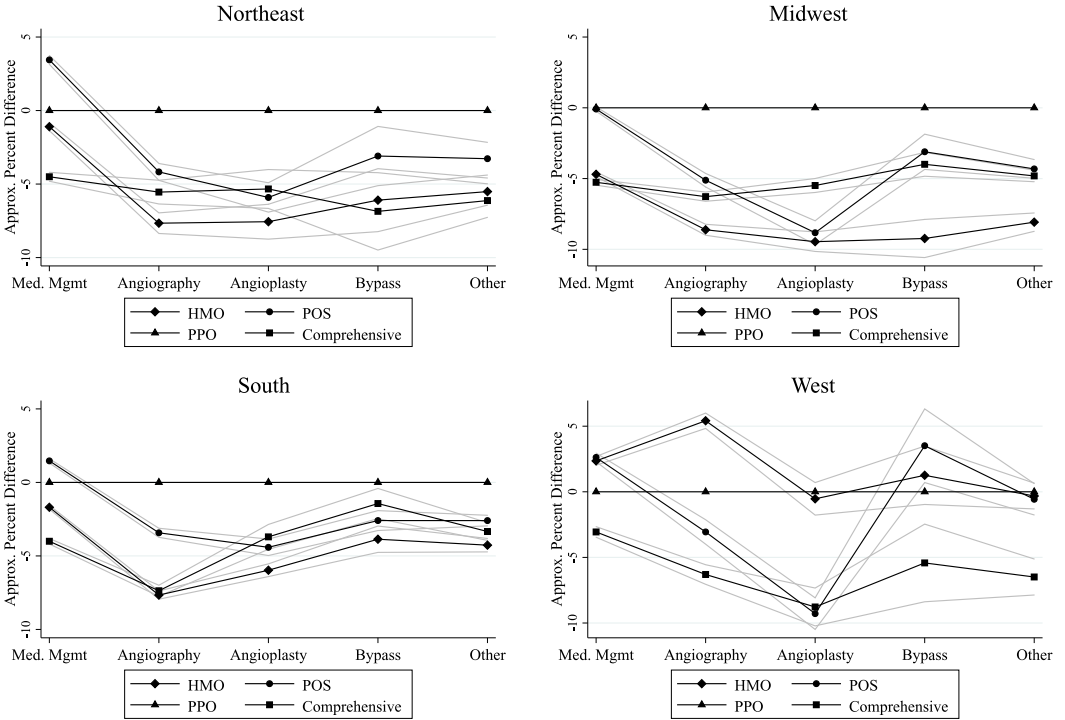 Northeast
Approx. Percent Difference
5
0
-5
-10
Med. Mgmt Angiography Angioplasty Bypass Other
HMO POS
PPO Comprehensive
Midwest
Approx. Percent Difference
5
0
-5
-10
Med. Mgmt Angiography Angioplasty Bypass Other
HMO POS
PPO Comprehensive
South
Approx. Percent Difference
5
0
-5
-10
Med. Mgmt Angiography Angioplasty Bypass Other
HMO POS
PPO Comprehensive
West
Approx. Percent Difference
5
0
-5
-10
Med. Mgmt Angiography Angioplasty Bypass Other
HMO POS
PPO Comprehensive